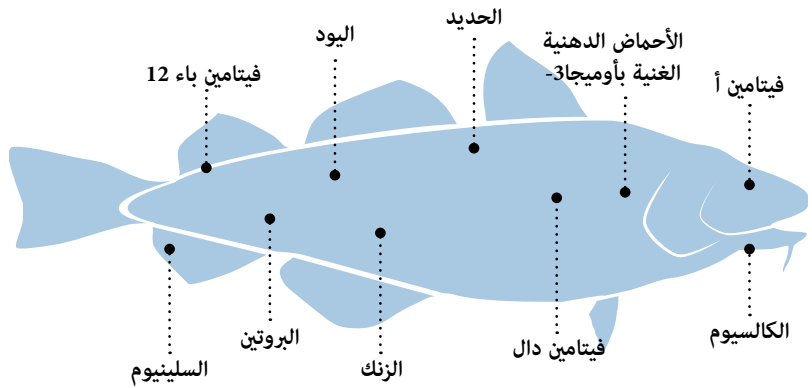 الحديد
اليود
الأحماض الدهنية
الغنية بأوميجا3-
فيتامين باء 12
فيتامين أ
الكالسيوم
فيتامين دال
البروتين
الزنك
السلينيوم